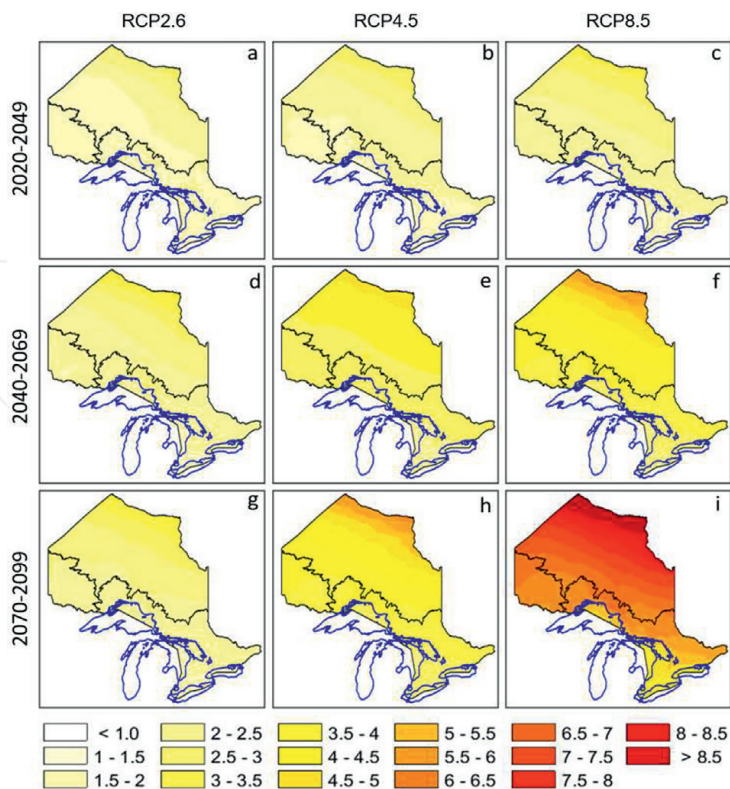 RCP2.6 RCP4.5 RCP8.5
2020-2049
a b c
2040-2069
d e f
2070-2099
g h i
< 1.0 2 - 2.5 3.5 - 4 5 - 5.5 6.5 - 7 8 - 8.5
1 - 1.5 2.5 - 3 4 - 4.5 5.5 - 6 7 - 7.5 > 8.5
1.5 - 2 3 - 3.5 4.5 - 5 6 - 6.5 7.5 - 8